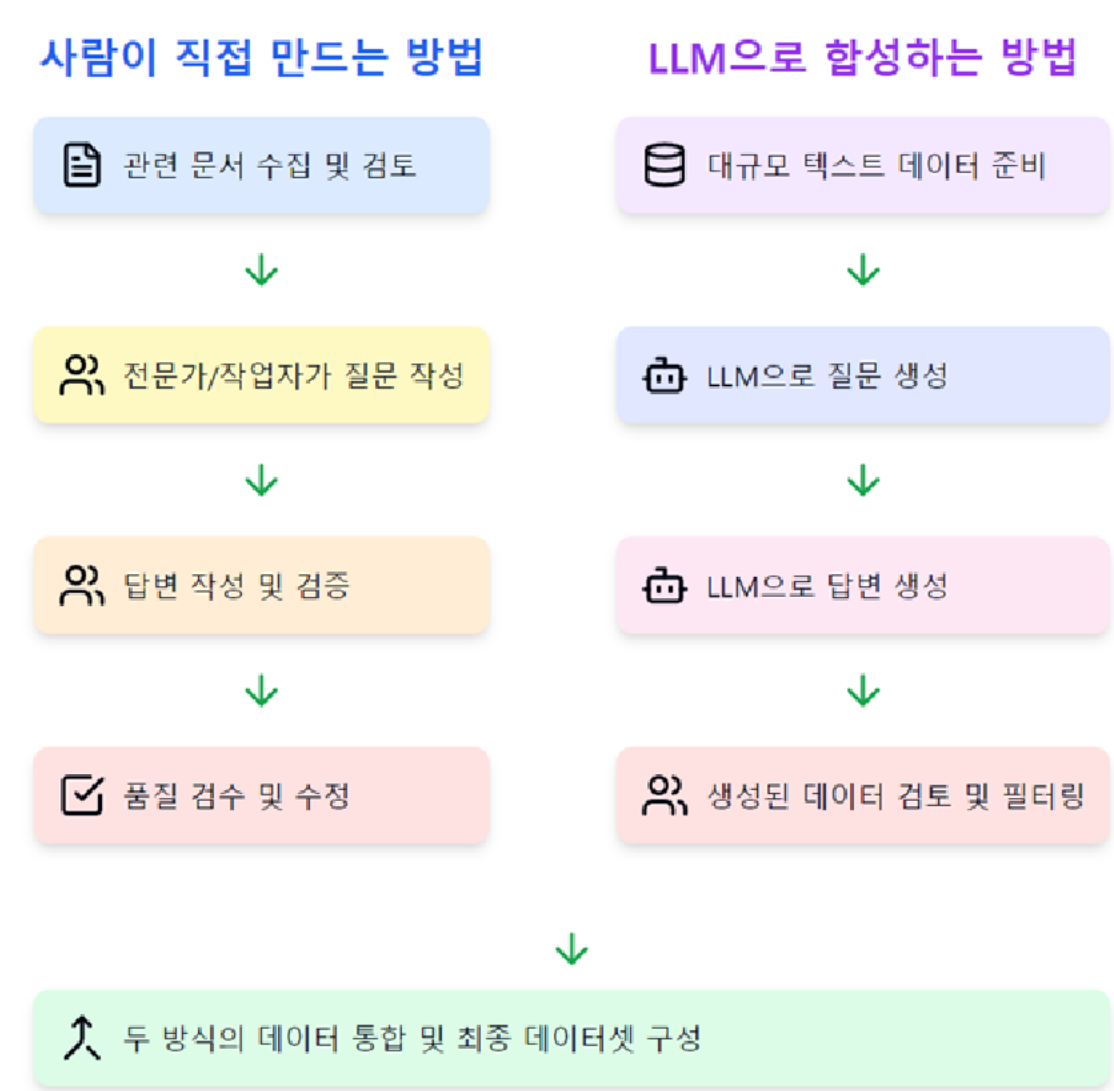 사람이 직접 만드는 방법
관련 문서 수집 및 검토
전문가/작업자가 질문 작성
답변 작성 및 검증
품질 검수 및 수정
LLM으로 합성하는 방법
대규모 텍스트 데이터 준비
LLM으로 질문 생성
LLM으로 답변 생성
생성된 데이터 검토 및 필터링
두 방식의 데이터 통합 및 최종 데이터셋 구성